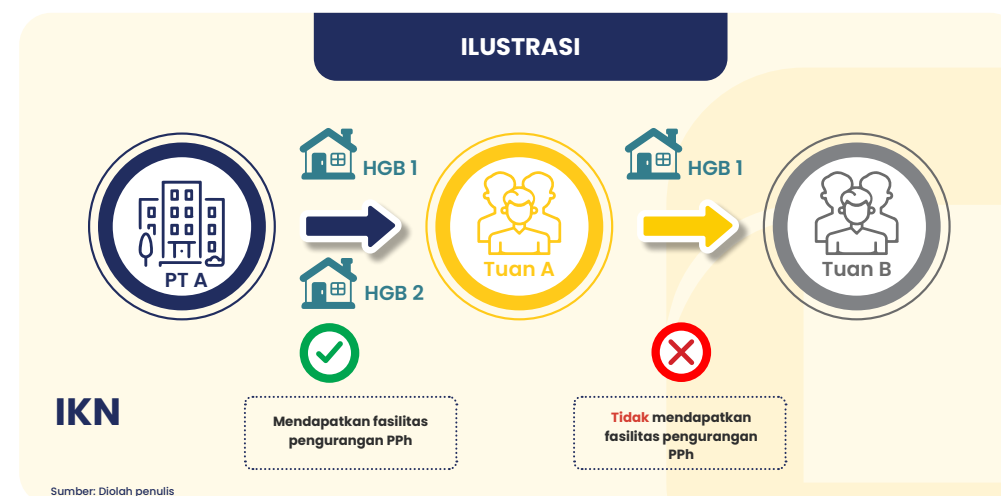 ILUSTRASI
HGB 1
HGB 1
PT A
Tuan A
Tuan B
HGB 2
IKN
Mendapatkan fasilitas
pengurangan PPh
Tidak mendapatkan
fasilitas pengurangan
PPh
Sumber: Diolah penulis